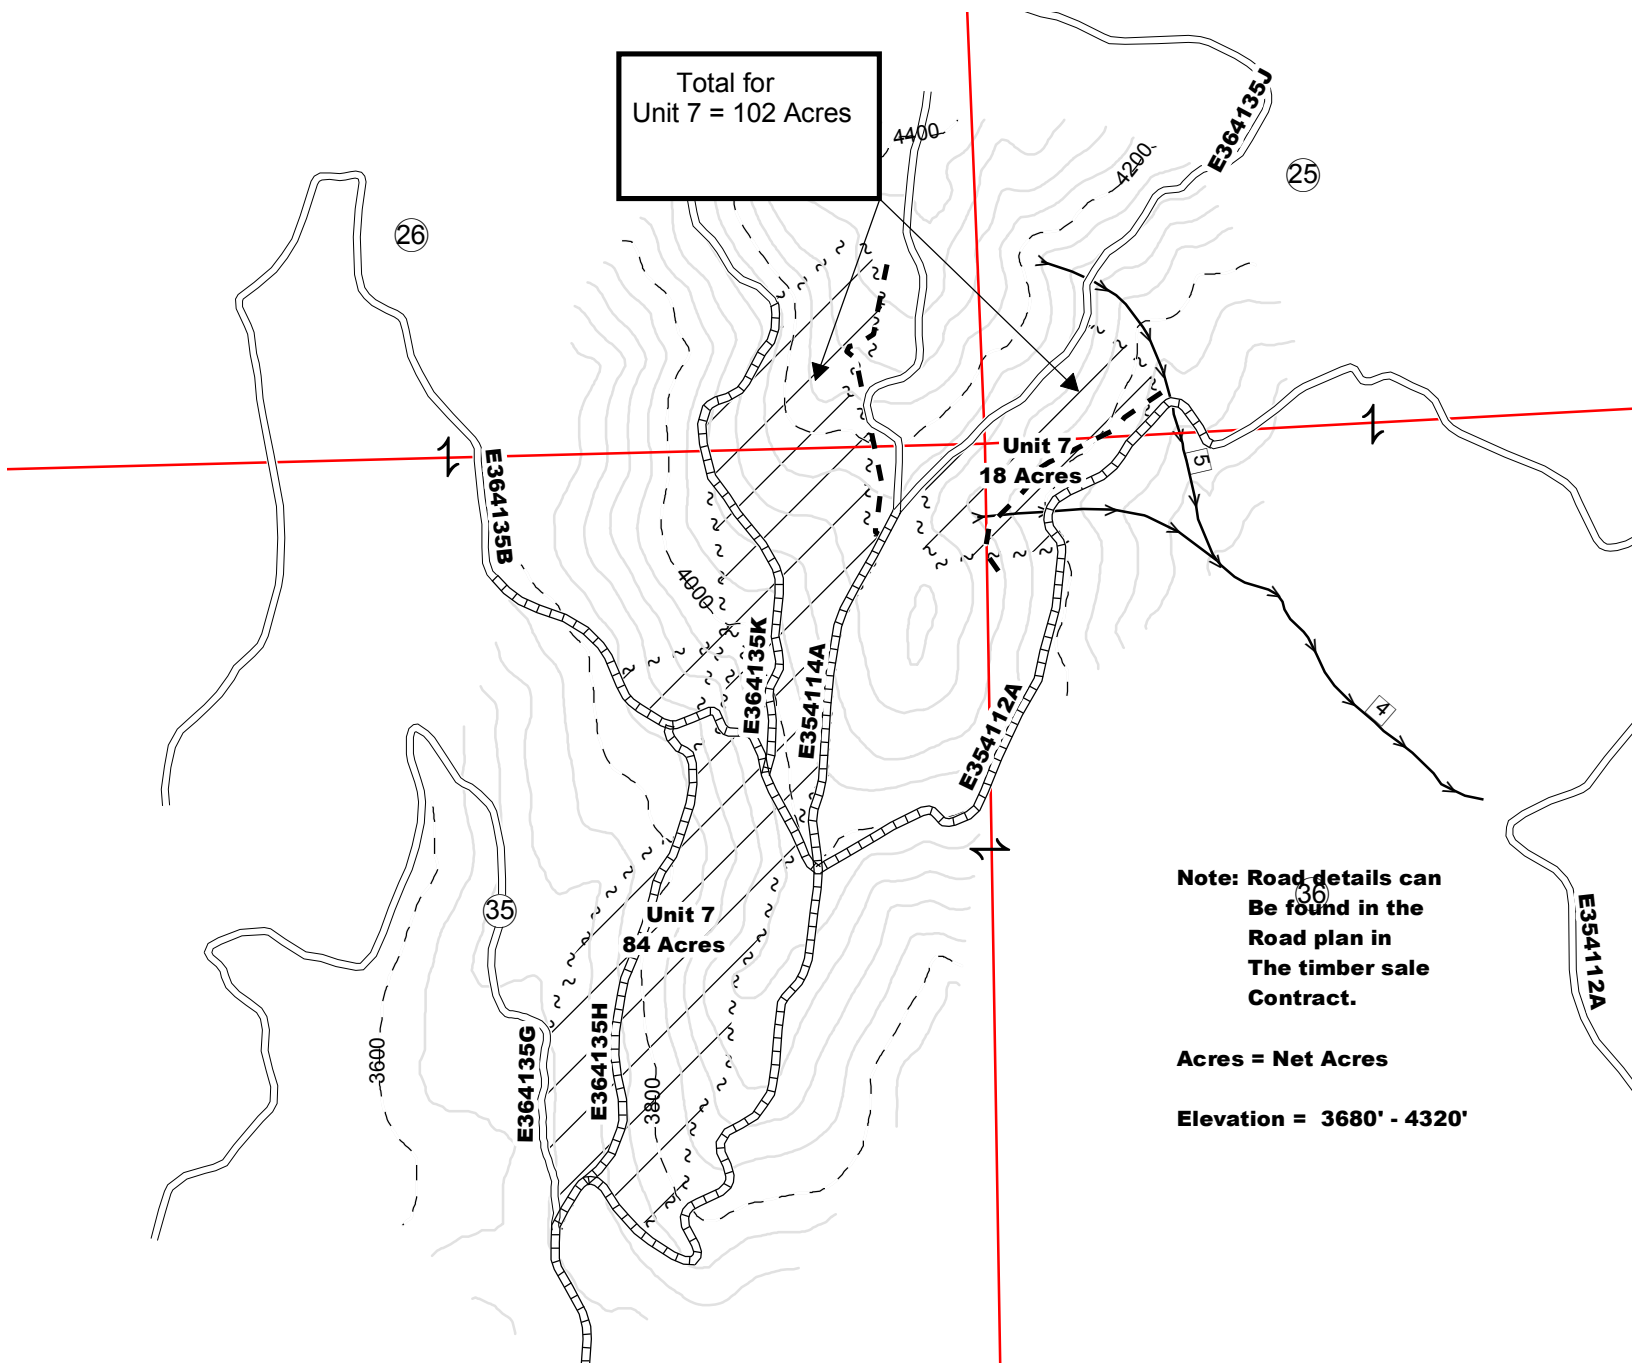 Total for
Unit 7 = 102 Acres
E364135J
4400
4200
25
26
Unit 7
18 Acres
E364135B
5
4000
E364135K
E354114A
E354112A
4
Note: Road details can
36
Be found in the
Road plan in
The timber sale
Contract.
35
Unit 7
84 Acres
E354112A
3600
E364135G
E364135H
3800
Acres = Net Acres
Elevation = 3680' - 4320'